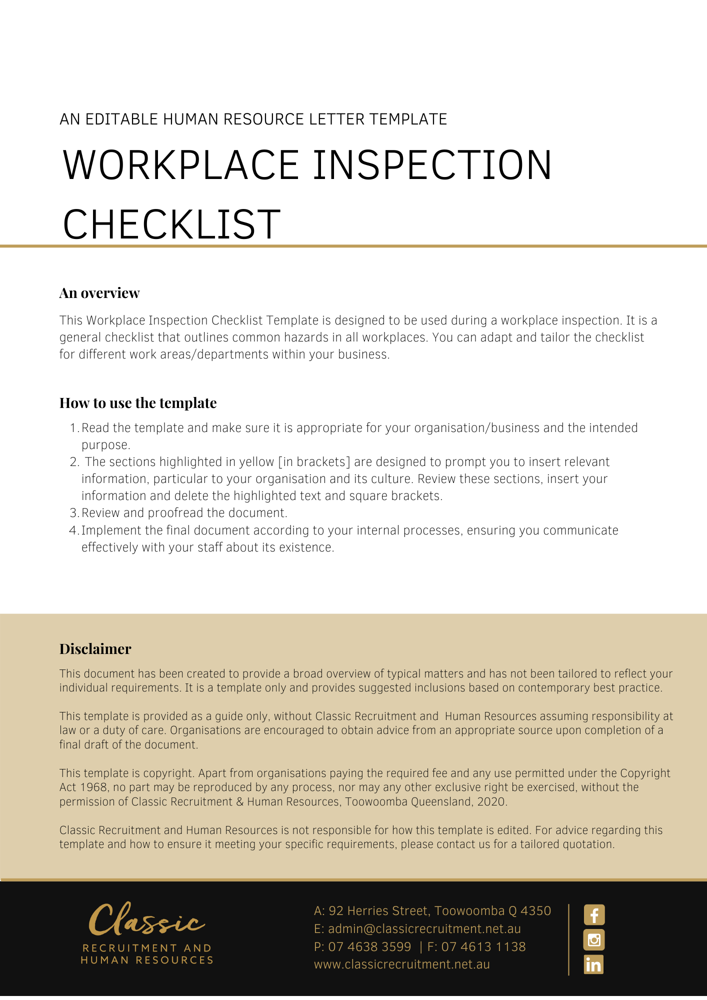 AN EDITABLE HUMAN RESOURCE LETTER TEMPLATE
WORKPLACE INSPECTION
CHECKLIST
An overview
This Workplace Inspection Checklist Template is designed to be used during a workplace inspection. It is a
general checklist that outlines common hazards in all workplaces. You can adapt and tailor the checklist
for different work areas/departments within your business.
How to use the template
1. Read the template and make sure it is appropriate for your organisation/business and the intended
purpose.
2. The sections highlighted in yellow [in brackets] are designed to prompt you to insert relevant
information, particular to your organisation and its culture. Review these sections, insert your
information and delete the highlighted text and square brackets.
3. Review and proofread the document.
4. Implement the final document according to your internal processes, ensuring you communicate
effectively with your staff about its existence.
Disclaimer
This document has been created to provide a broad overview of typical matters and has not been tailored to reflect your
individual requirements. It is a template only and provides suggested inclusions based on contemporary best practice.
This template is provided as a guide only, without Classic Recruitment and Human Resources assuming responsibility at
law or a duty of care. Organisations are encouraged to obtain advice from an appropriate source upon completion of a
final draft of the document.
This template is copyright. Apart from organisations paying the required fee and any use permitted under the Copyright
Act 1968, no part may be reproduced by any process, nor may any other exclusive right be exercised, without the
permission of Classic Recruitment & Human Resources, Toowoomba Queensland, 2020.
Classic Recruitment and Human Resources is not responsible for how this template is edited. For advice regarding this
template and how to ensure it meeting your specific requirements, please contact us for a tailored quotation.
Classic
RECRUITMENT AND
HUMAN RESOURCES
A: 92 Herries Street, Toowoomba Q 4350
E: admin@classicrecruitment.net.au
P: 07 4638 3599 | F: 07 4613 1138
www.classicrecruitment.net.au
f
in